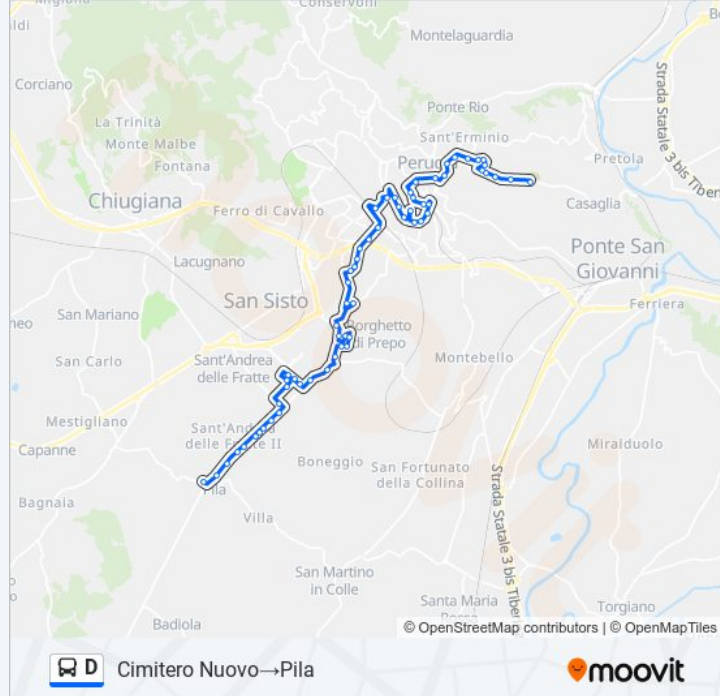 Conservoni
Montelaguardia
Corciano
La Trinità
Monte Malbe
Fontana
Ponte Rio
Sant'Erminio
Peru
Pretola
Strada Statale 3 bis Tiber
Chiugiana
Ferro di Cavallo
Casaglia
Lacugnano
Ponte San
Giovanni
San Sisto
Ferriera
San Mariano
Borghetto
di Prepo
San Carlo
Sant'Andrea
delle Fratte
Montebello
Mestigliano
Sant'Andrea
delle Fratte II
Capanne
Miralduolo
Boneggio
San Fortunato
della Collina
Bagnaia
Pila
Villa
Strada Statale 3 bis Tiber
San Martino
in Colle
Santa Maria
Torgiano
Badiola
© OpenStreetMap contributors | © OpenMapTiles
D Cimitero Nuovo→Pila
moovit